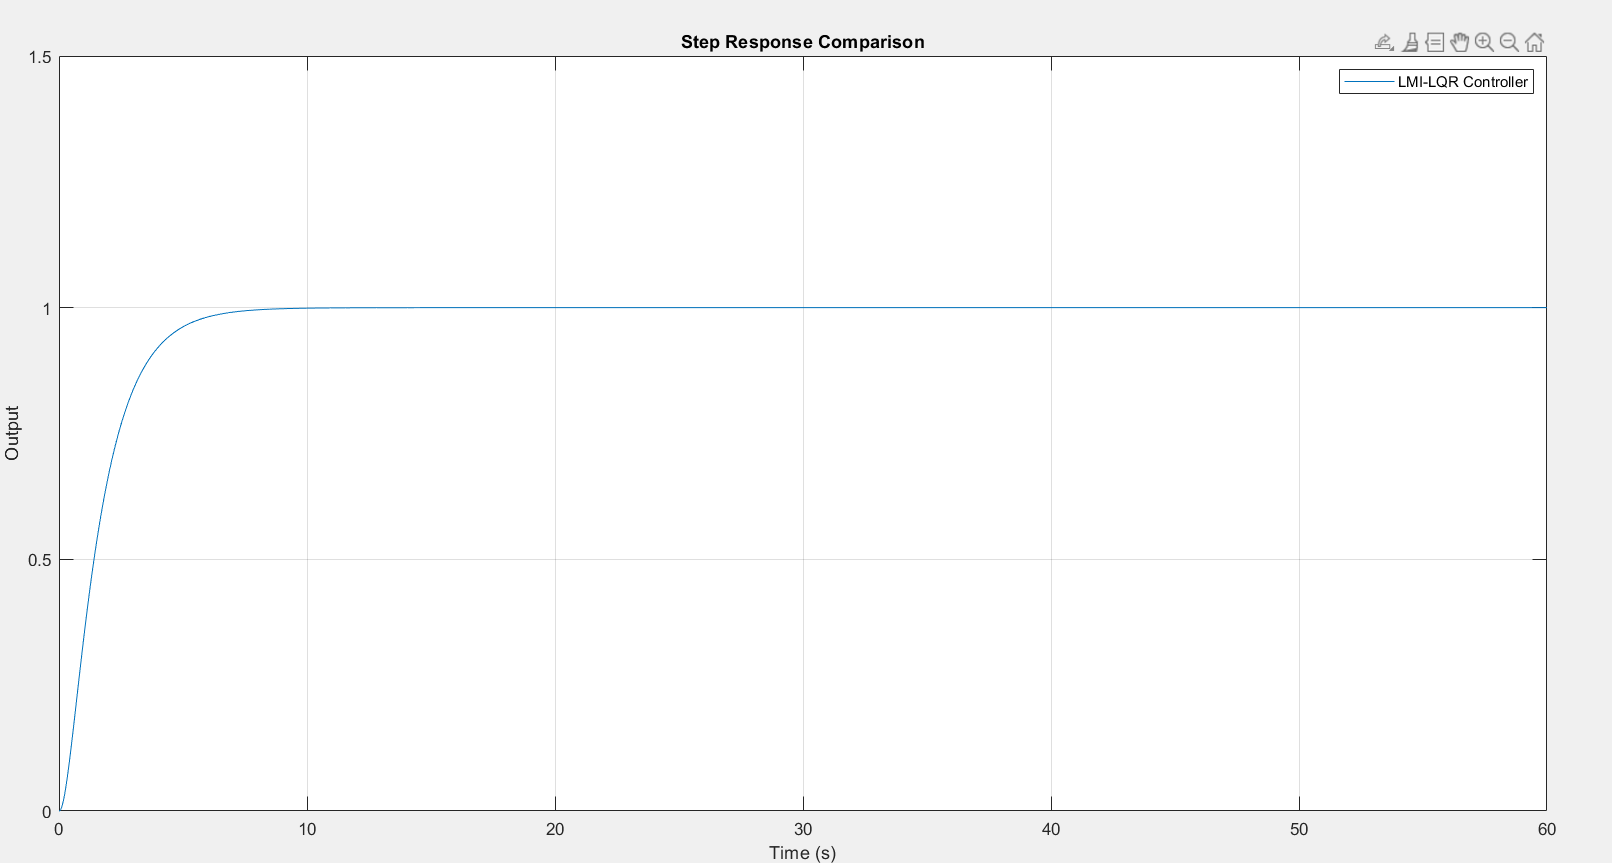 Step Response Comparison
LMI-LQR Controller
1.5
1
0.5
0
Output
0 10 20 30 40 50 60
Time (s)